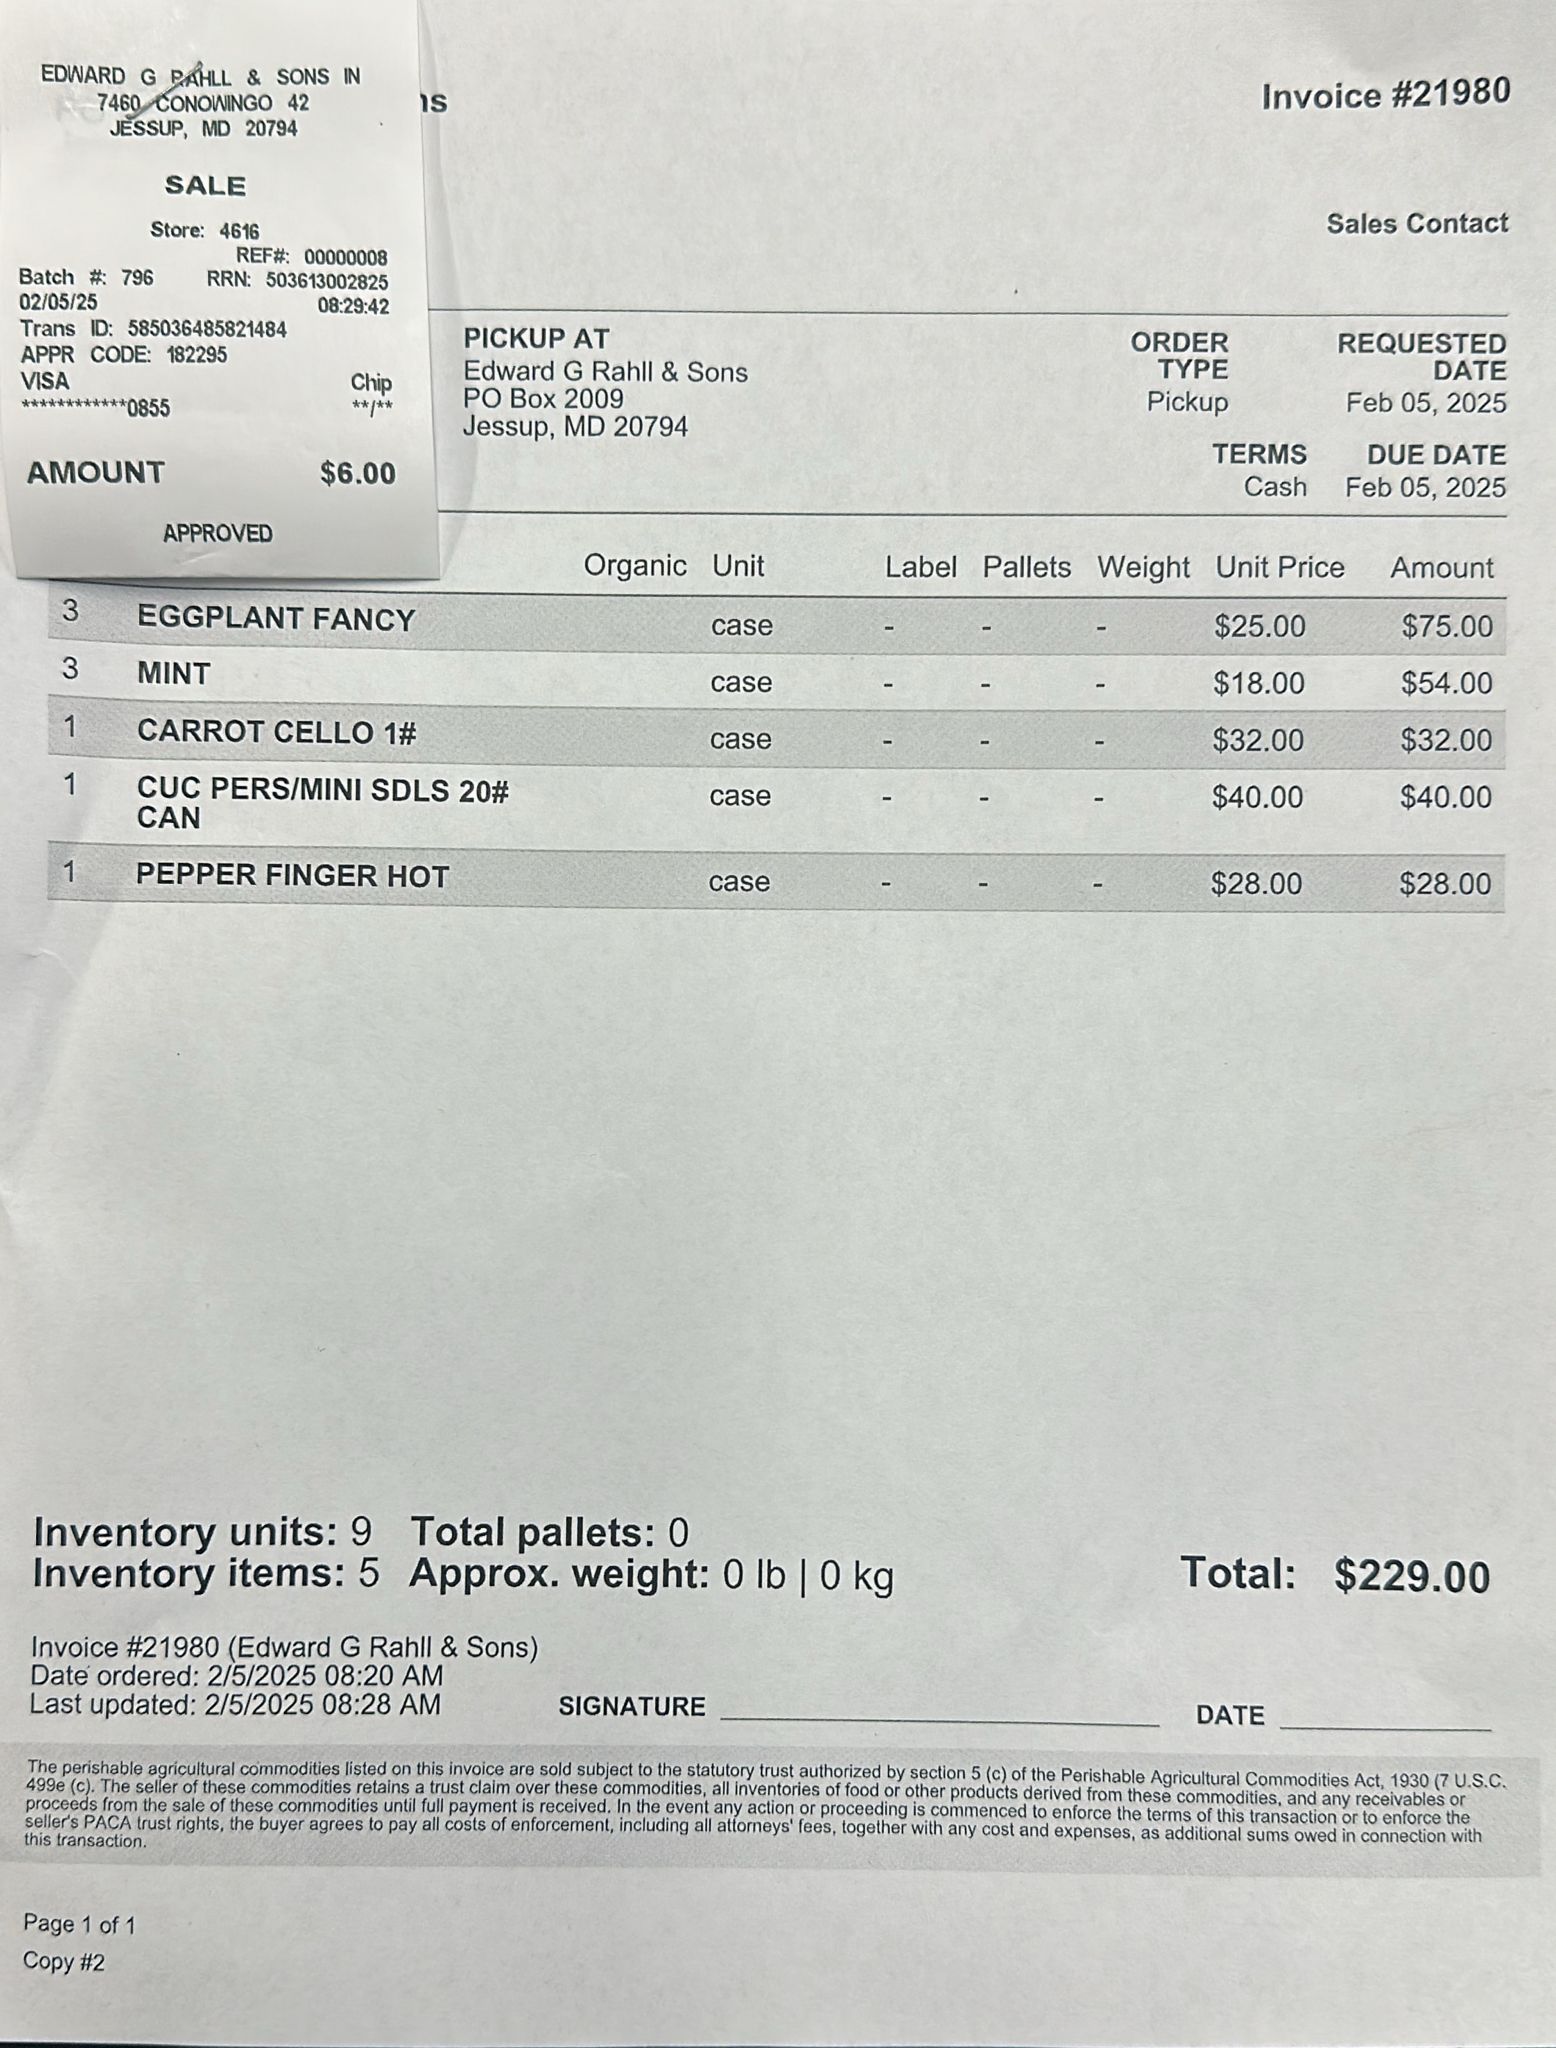 EDWARD G RAHLL & SONS IN
7460 CONOWINGO 42
JESSUP, MD 20794
SALE
Store: 4616
REF#: 00000008
Batch #: 796 RRN: 503613002825
02/05/25 08:29:42
Trans ID: 585036485821484
APPR CODE: 182295
VISA Chip
************0855 **/**
AMOUNT $6.00
APPROVED
Invoice #21980
Sales Contact
PICKUP AT
Edward G Rahll & Sons
PO Box 2009
Jessup, MD 20794
ORDER TYPE
Pickup
REQUESTED DATE
Feb 05, 2025
TERMS
Cash
DUE DATE
Feb 05, 2025
Organic Unit Label Pallets Weight Unit Price Amount
3 EGGPLANT FANCY case - - - $25.00 $75.00
3 MINT case - - - $18.00 $54.00
1 CARROT CELLO 1# case - - - $32.00 $32.00
1 CUC PERS/MINI SDLS 20# case - - - $40.00 $40.00
CAN
1 PEPPER FINGER HOT case - - - $28.00 $28.00
Inventory units: 9 Total pallets: 0
Inventory items: 5 Approx. weight: 0 lb | 0 kg Total: $229.00
Invoice #21980 (Edward G Rahll & Sons)
Date ordered: 2/5/2025 08:20 AM
Last updated: 2/5/2025 08:28 AM
SIGNATURE DATE
The perishable agricultural commodities listed on this invoice are sold subject to the statutory trust authorized by section 5 (c) of the Perishable Agricultural Commodities Act, 1930 (7 U.S.C.
499e (c). The seller of these commodities retains a trust claim over these commodities, all inventories of food or other products derived from these commodities, and any receivables or
proceeds from the sale of these commodities until full payment is received. In the event any action or proceeding is commenced to enforce the terms of this transaction or to enforce the
seller's PACA trust rights, the buyer agrees to pay all costs of enforcement, including all attorneys' fees, together with any cost and expenses, as additional sums owed in connection with
this transaction.
Page 1 of 1
Copy #2